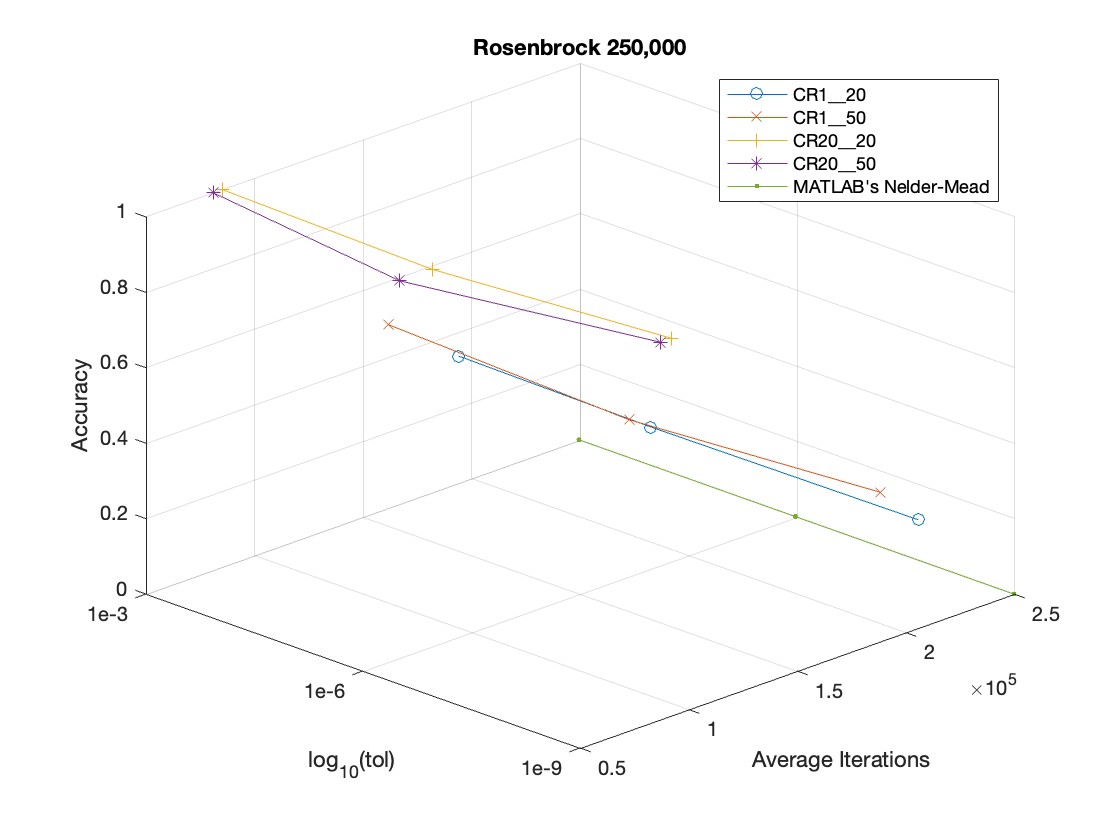 Rosenbrock 250,000
CR1__20
CR1__50
CR20__20
CR20__50
MATLAB's Nelder-Mead
1
0.8
0.6
0.4
0.2
0
Accuracy
1e-3
1e-6
1e-9
log10(tol)
0.5
1
1.5
2
2.5
×10^5
Average Iterations